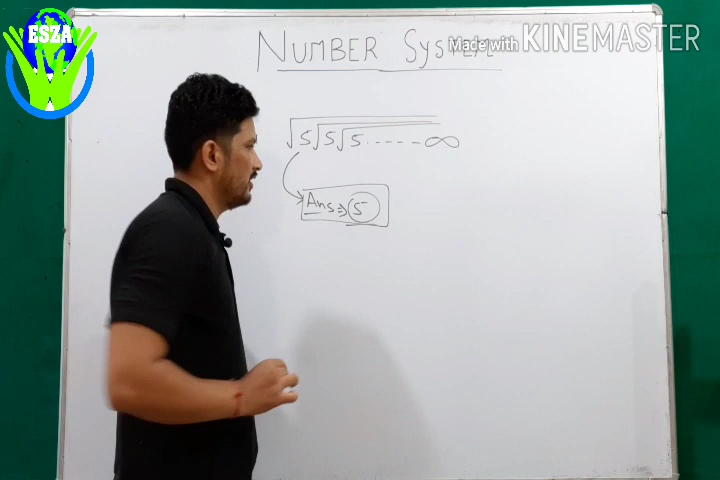 ESZA
NUMBER SYSTEM
Made with KINEMASTER
√5√5√5.----∞
Ans⇒5